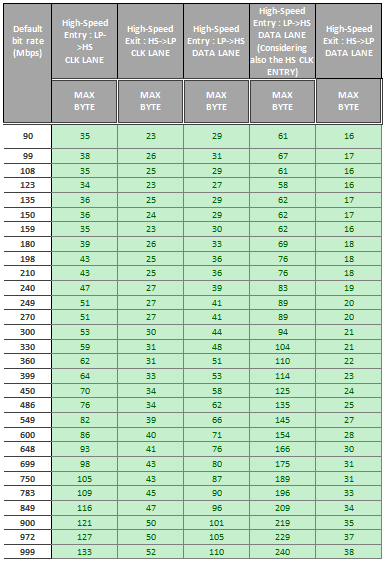 Default bit rate (Mbps) High-Speed Entry : LP->HS CLK LANE High-Speed Exit : HS->LP CLK LANE High-Speed Entry : LP->HS DATA LANE High-Speed Entry : LP->HS DATA LANE (Considering also the HS CLK ENTRY) High-Speed Exit : HS->LP DATA LANE
MAX BYTE MAX BYTE MAX BYTE MAX BYTE MAX BYTE
90 35 23 29 61 16
99 38 26 31 67 17
108 35 25 29 61 16
123 34 23 27 58 16
135 36 25 29 62 17
150 36 24 29 62 17
159 35 23 30 62 16
180 39 26 33 69 18
198 43 25 36 76 18
210 43 25 36 76 18
240 47 27 39 83 19
249 51 27 41 89 20
270 51 27 41 89 20
300 53 30 44 94 21
330 59 31 48 104 21
360 62 31 51 110 22
399 64 33 53 114 23
450 70 34 58 125 24
486 76 34 62 135 25
549 82 39 66 145 27
600 86 40 71 154 28
648 93 41 76 166 30
699 98 43 80 175 31
750 105 43 87 189 31
783 109 45 90 196 33
849 116 47 96 209 34
900 121 50 101 219 35
972 127 50 105 229 37
999 133 52 110 240 38